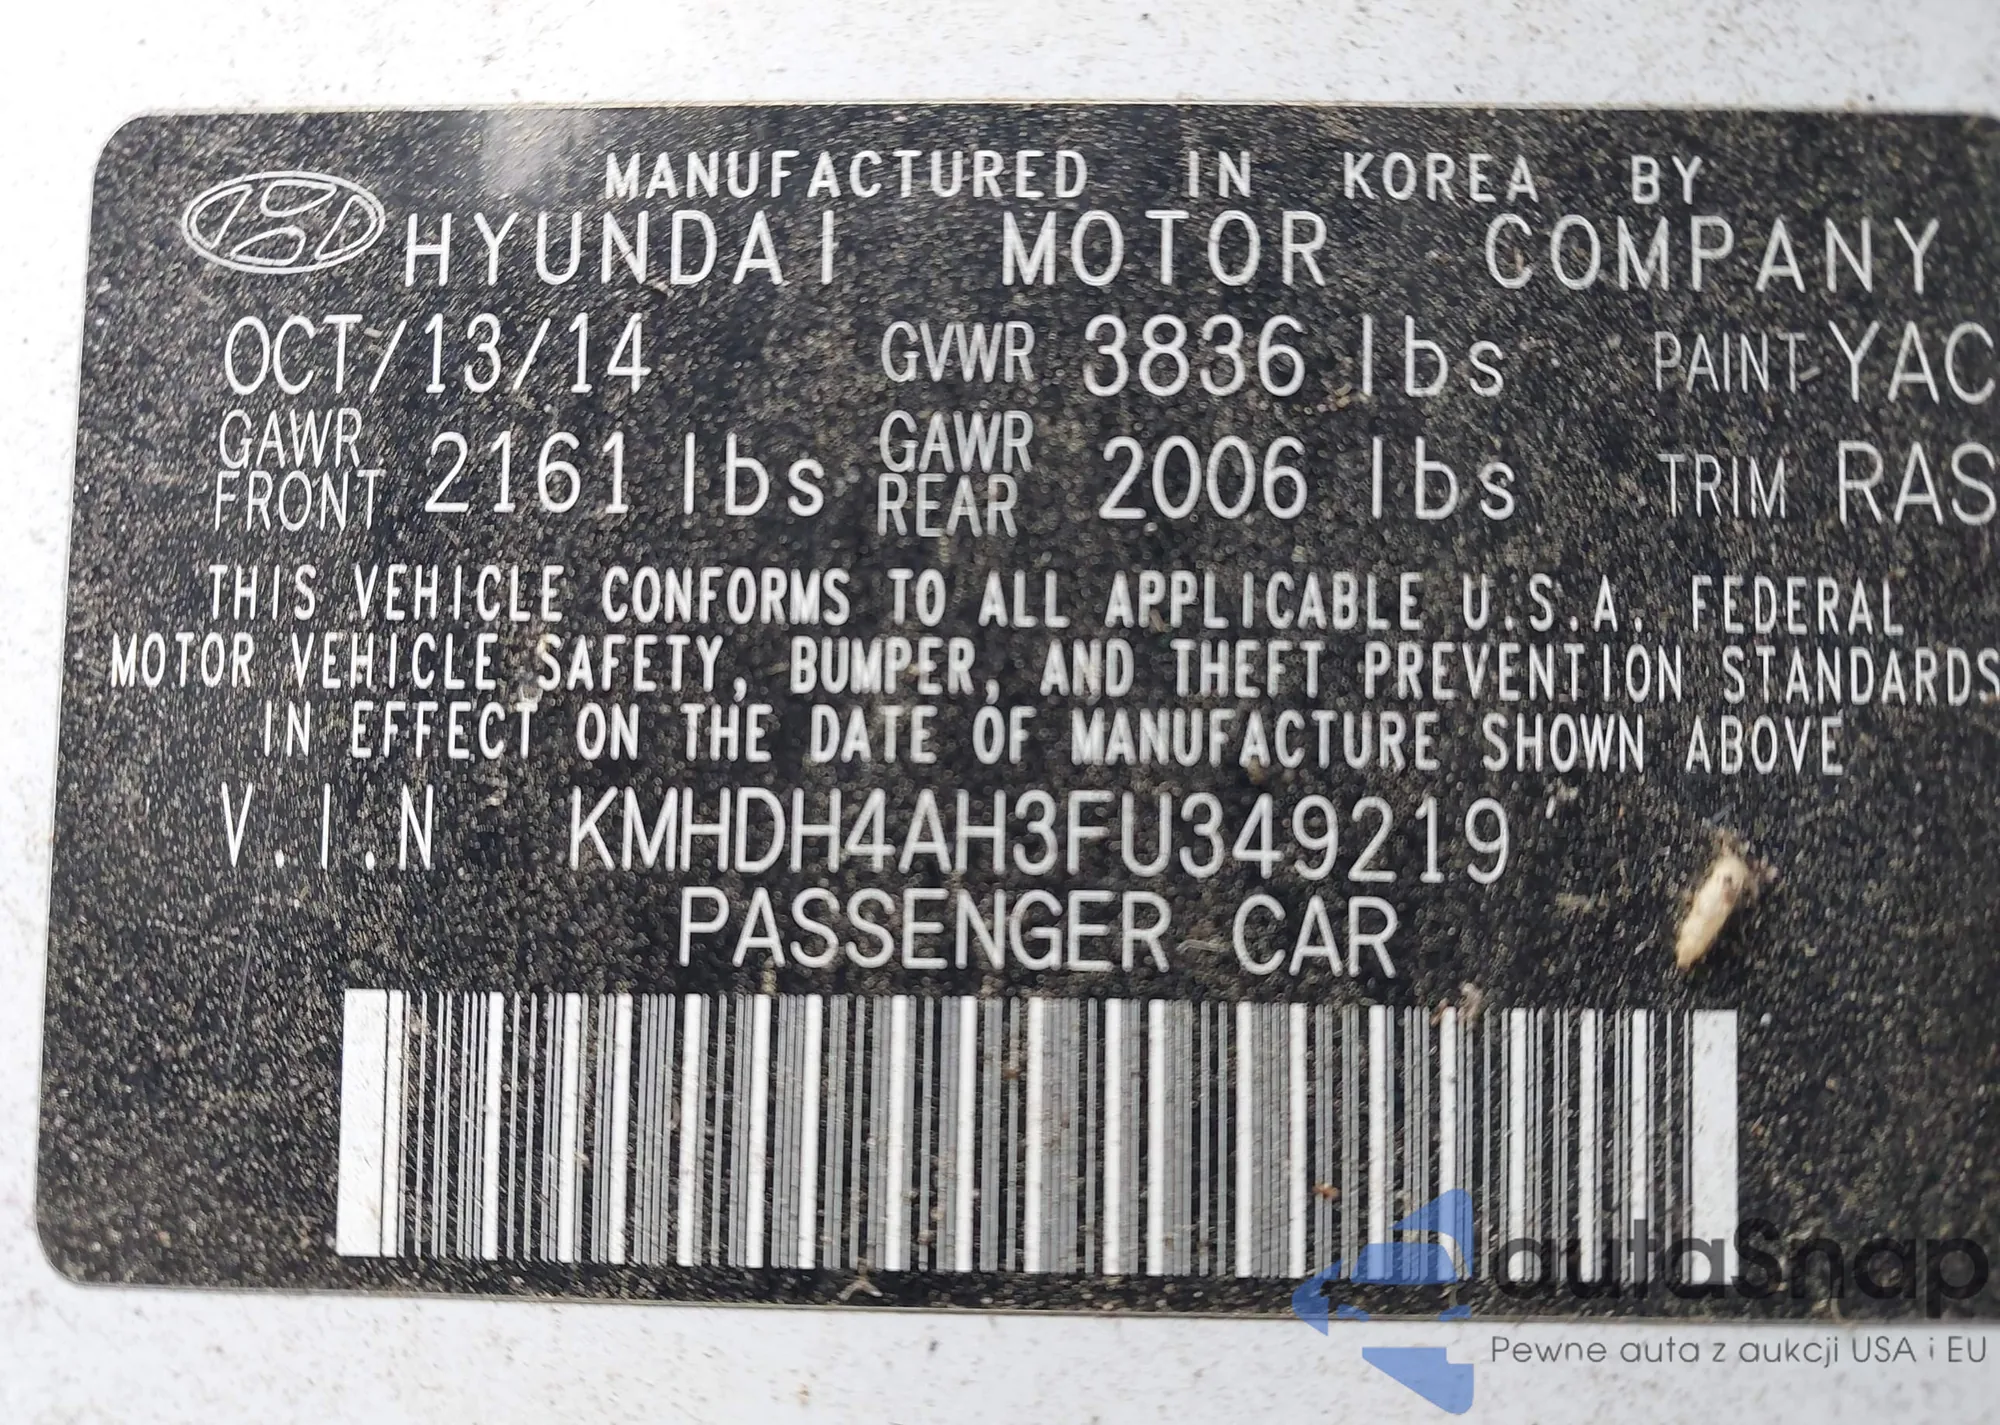 MANUFACTURED IN KOREA BY
HYUNDAI MOTOR COMPANY
OCT/13/14 GVWR 3836 lbs PAINT YAC
GAWR FRONT 2161 lbs GAWR REAR 2006 lbs TRIM RAS
THIS VEHICLE CONFORMS TO ALL APPLICABLE U.S.A. FEDERAL
MOTOR VEHICLE SAFETY, BUMPER, AND THEFT PREVENTION STANDARDS
IN EFFECT ON THE DATE OF MANUFACTURE SHOWN ABOVE
V.I.N KMHDH4AH3FU349219
PASSENGER CAR
autaSnap
Pewne auta z aukcji USA i EU